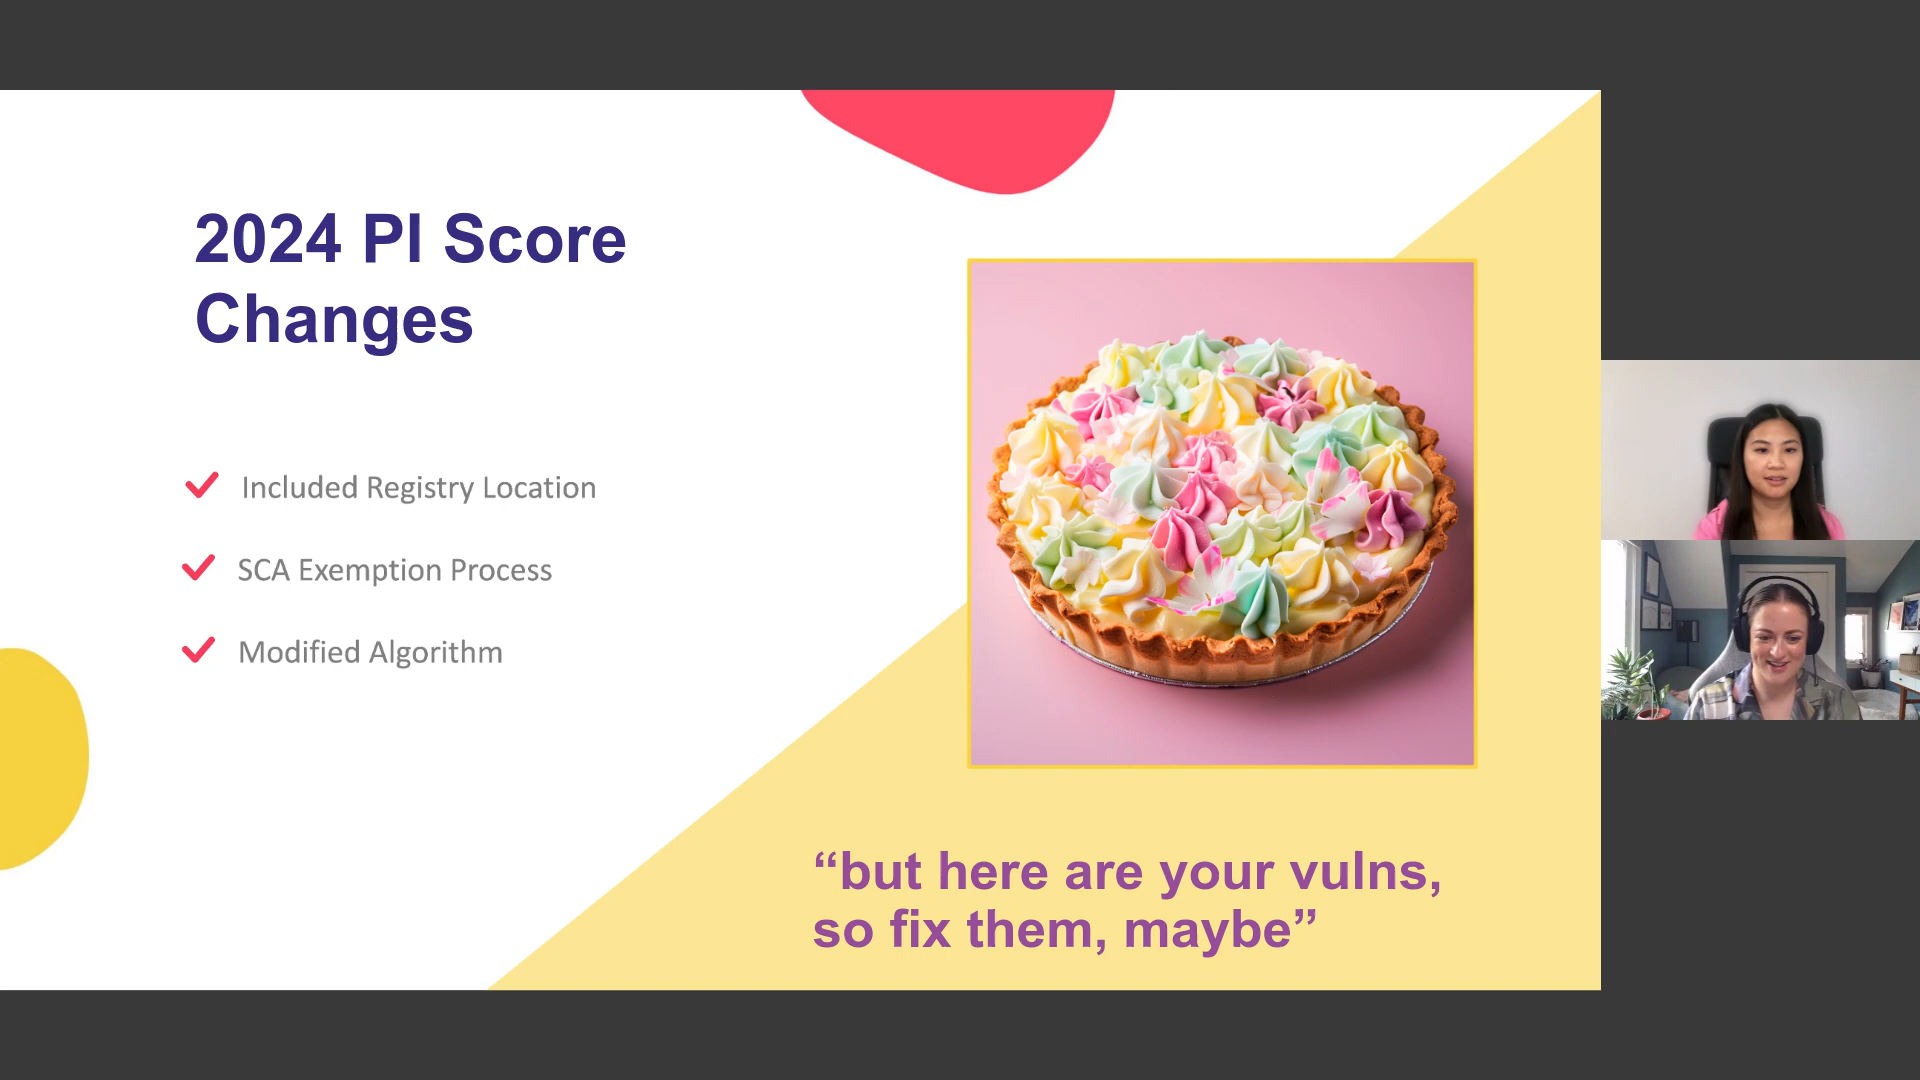 2024 PI Score
Changes
Included Registry Location
SCA Exemption Process
Modified Algorithm
“but here are your vulns,
so fix them, maybe”